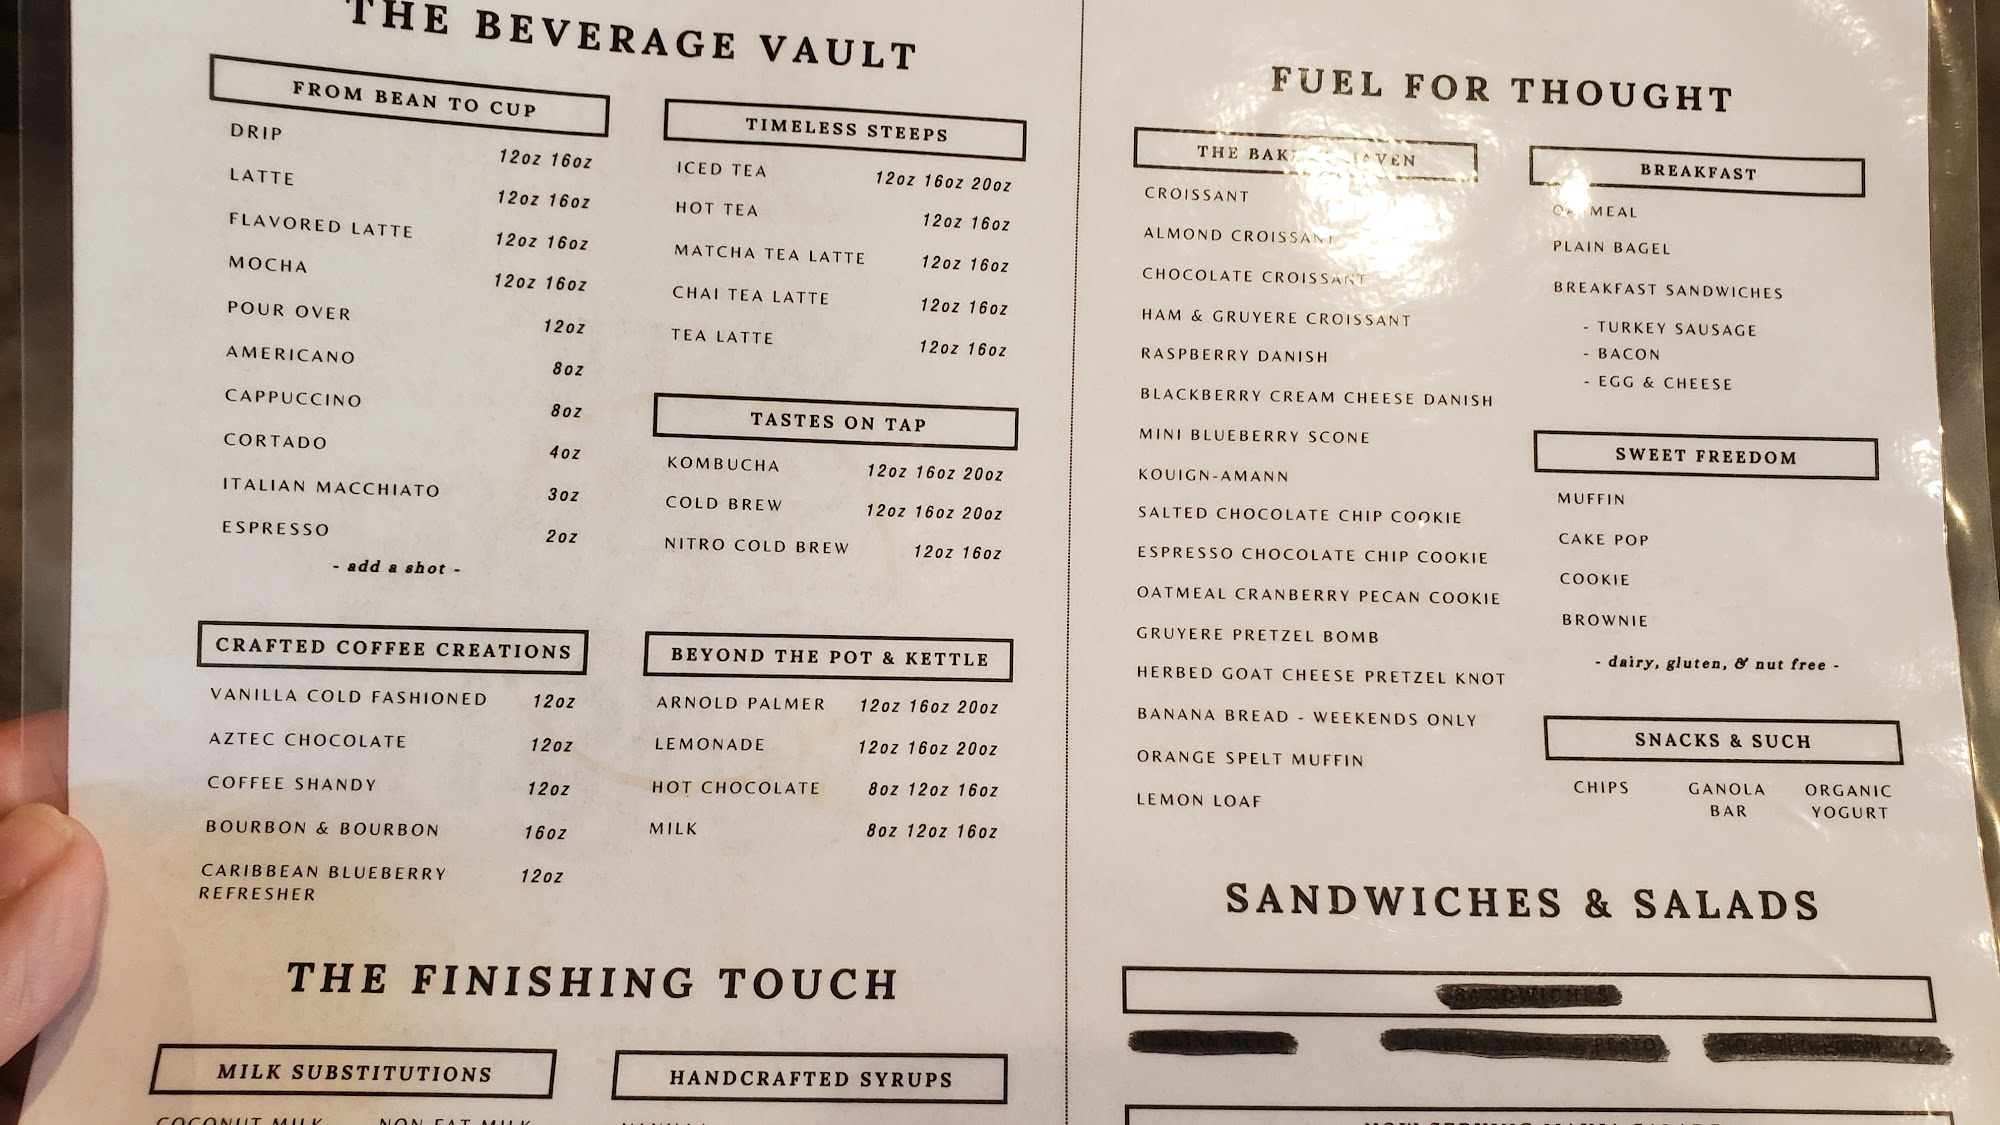 THE BEVERAGE VAULT
FROM BEAN TO CUP
DRIP 12oz 16oz
LATTE 12oz 16oz
FLAVORED LATTE 12oz 16oz
MOCHA 12oz 16oz
POUR OVER 12oz
AMERICANO 8oz
CAPPUCCINO 8oz
CORTADO 4oz
ITALIAN MACCHIATO 3oz
ESPRESSO 2oz
- add a shot -
CRAFTED COFFEE CREATIONS
VANILLA COLD FASHIONED 12oz
AZTEC CHOCOLATE 12oz
COFFEE SHANDY 12oz
BOURBON & BOURBON 16oz
CARIBBEAN BLUEBERRY 12oz
REFRESHER
TIMELESS STEEPS
ICED TEA 12oz 16oz 20oz
HOT TEA 12oz 16oz
MATCHA TEA LATTE 12oz 16oz
CHAI TEA LATTE 12oz 16oz
TEA LATTE 12oz 16oz
TASTES ON TAP
KOMBUCHA 12oz 16oz 20oz
COLD BREW 12oz 16oz 20oz
NITRO COLD BREW 12oz 16oz
BEYOND THE POT & KETTLE
ARNOLD PALMER 12oz 16oz 20oz
LEMONADE 12oz 16oz 20oz
HOT CHOCOLATE 8oz 12oz 16oz
MILK 8oz 12oz 16oz
THE FINISHING TOUCH
MILK SUBSTITUTIONS
COCONUT MILK NON FAT MILK
HANDCRAFTED SYRUPS
FUEL FOR THOUGHT
THE HAVEN
CROISSANT
ALMOND CROISSANT
CHOCOLATE CROISSANT
HAM & GRUYERE CROISSANT
RASPBERRY DANISH
BLACKBERRY CREAM CHEESE DANISH
MINI BLUEBERRY SCONE
KOUIGN-AMANN
SALTED CHOCOLATE CHIP COOKIE
ESPRESSO CHOCOLATE CHIP COOKIE
OATMEAL CRANBERRY PECAN COOKIE
GRUYERE PRETZEL BOMB
HERBED GOAT CHEESE PRETZEL KNOT
BANANA BREAD - WEEKENDS ONLY
ORANGE SPELT MUFFIN
LEMON LOAF
BREAKFAST
OATMEAL
PLAIN BAGEL
BREAKFAST SANDWICHES
- TURKEY SAUSAGE
- BACON
- EGG & CHEESE
SWEET FREEDOM
MUFFIN
CAKE POP
COOKIE
BROWNIE
- dairy, gluten, & nut free -
SNACKS & SUCH
CHIPS GANOLA ORGANIC
BAR YOGURT
SANDWICHES & SALADS
SANDWICHES